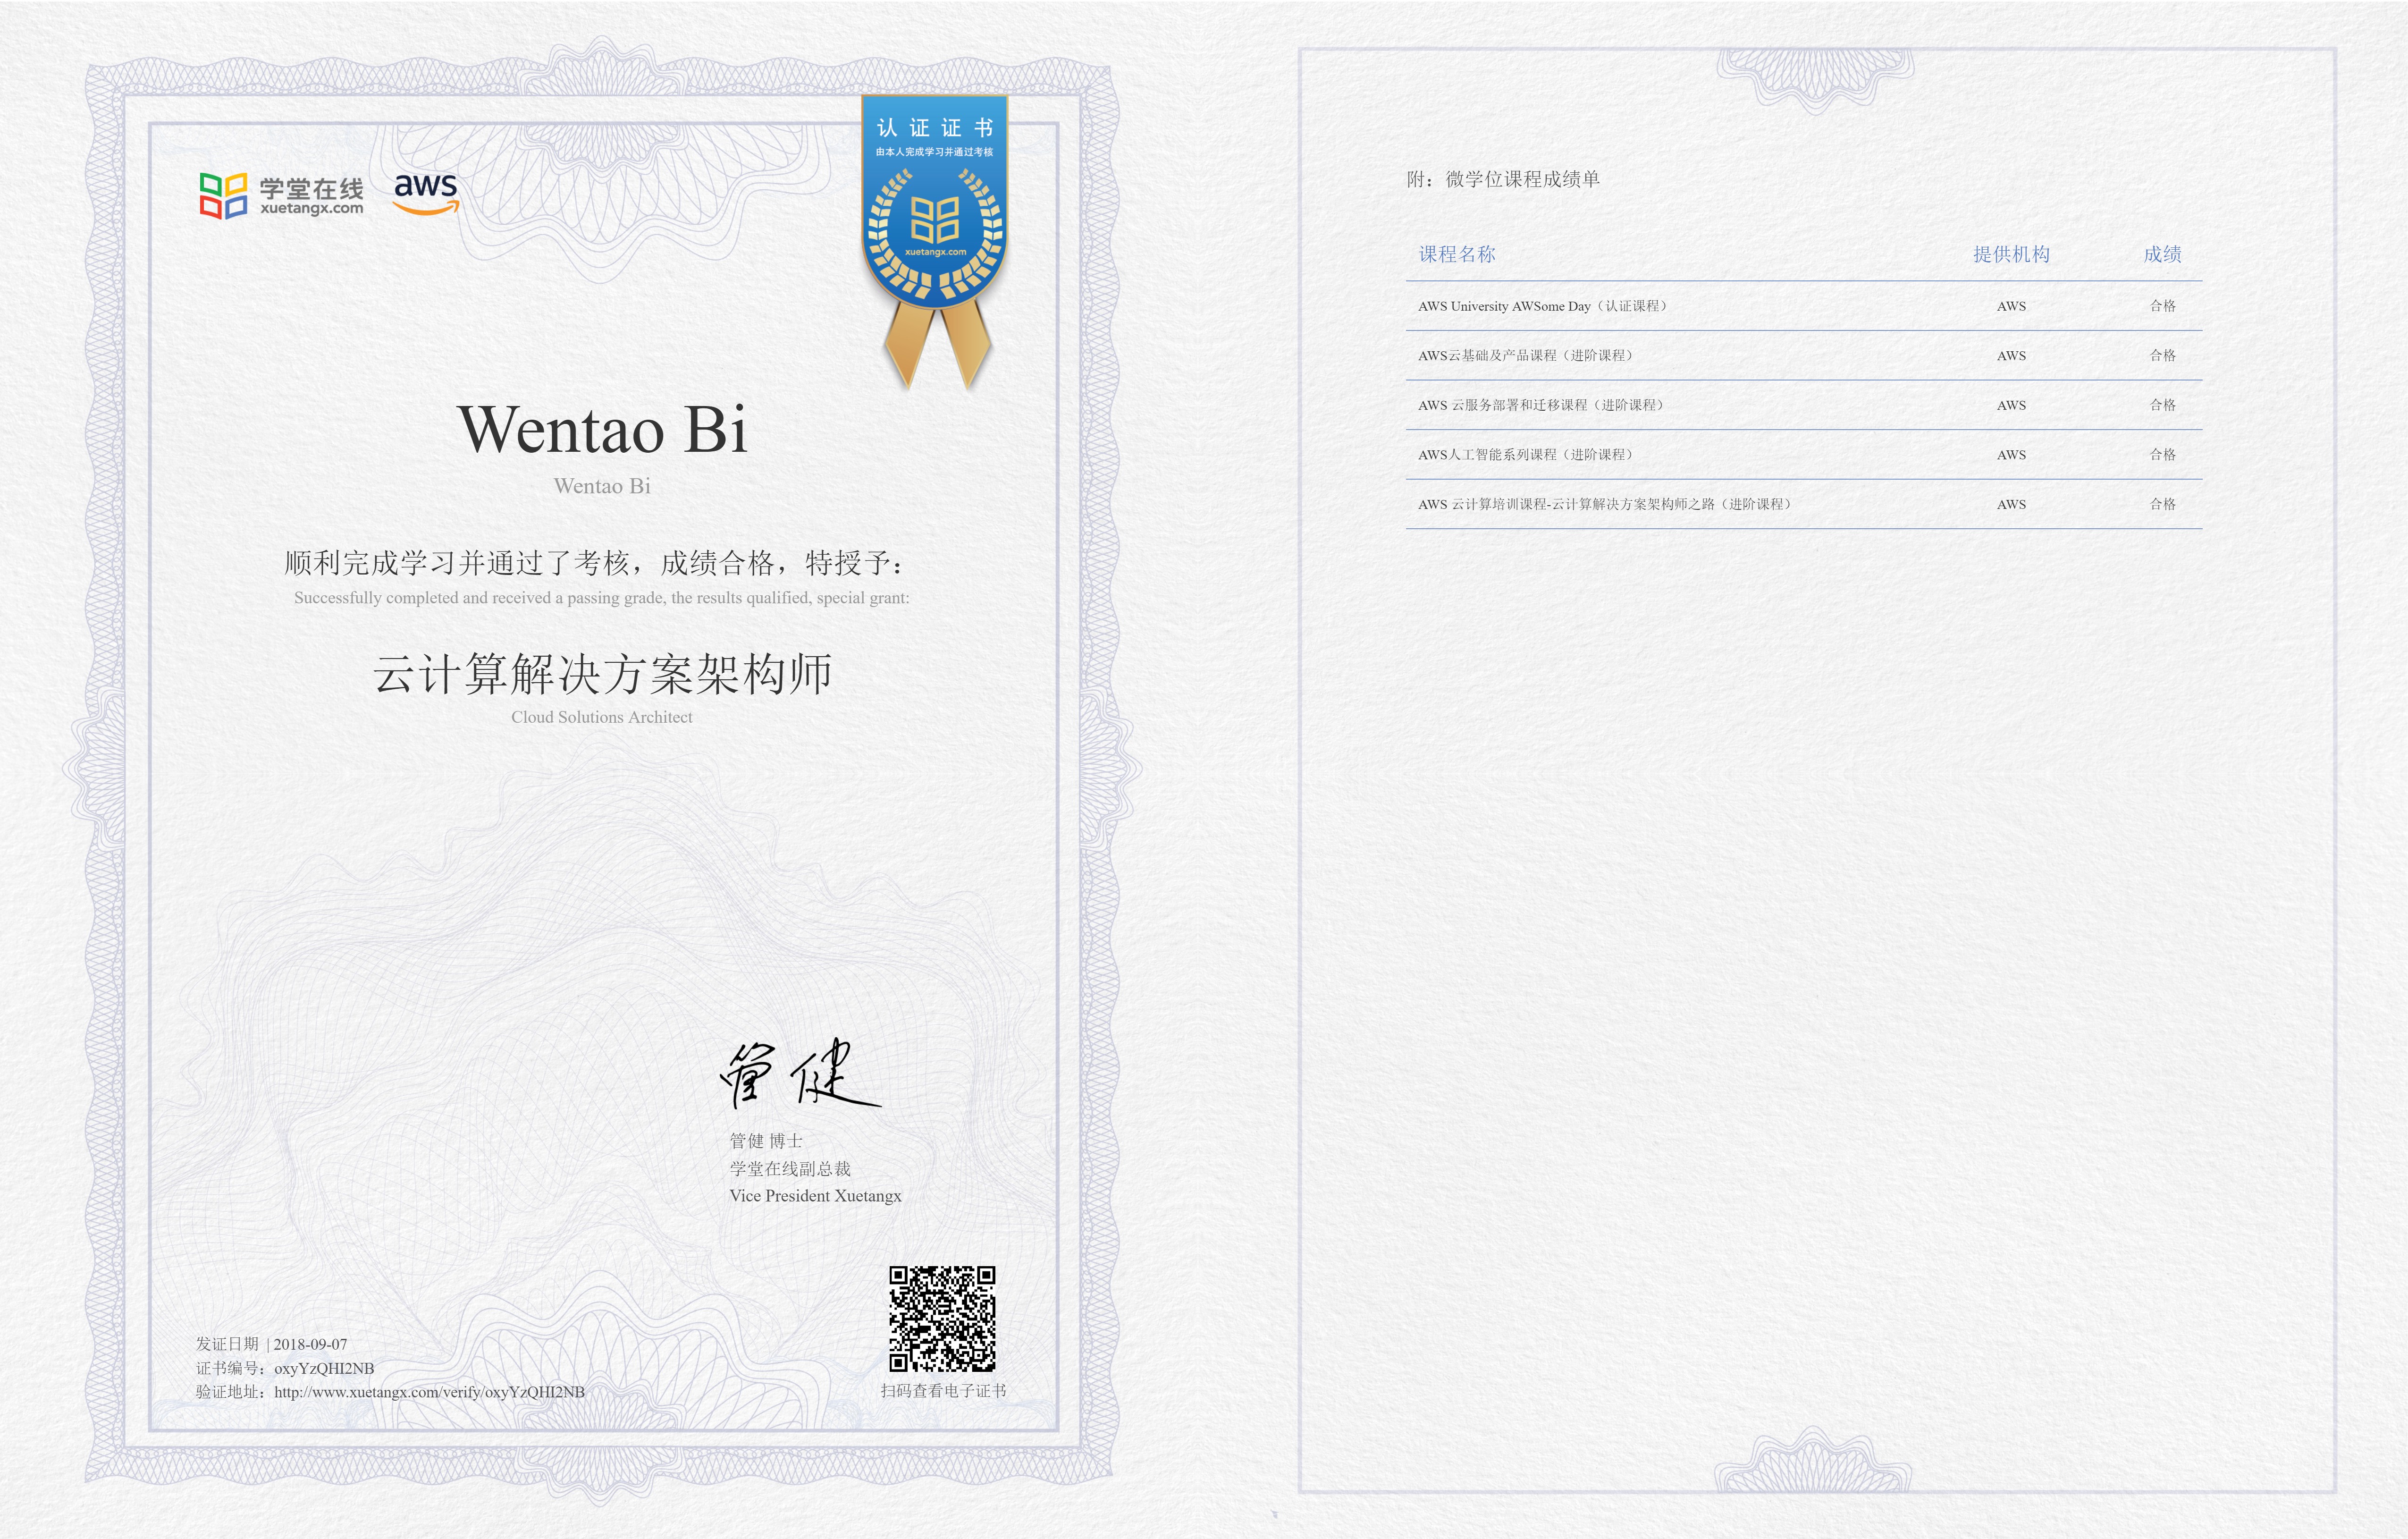 学堂在线
xuetangx.com
aws
认证证书
由本人完成学习并通过考核
xuetangx.com
Wentao Bi
Wentao Bi
顺利完成学习并通过了考核，成绩合格，特授予：
Successfully completed and received a passing grade, the results qualified, special grant:
云计算解决方案架构师
Cloud Solutions Architect
管健
管健 博士
学堂在线副总裁
Vice President Xuetangx
发证日期 | 2018-09-07
证书编号：oxyYzQHI2NB
验证地址：http://www.xuetangx.com/verify/oxyYzQHI2NB
扫码查看电子证书
附：微学位课程成绩单
课程名称 提供机构 成绩
AWS University AWSome Day（认证课程） AWS 合格
AWS云基础及产品课程（进阶课程） AWS 合格
AWS 云服务部署和迁移课程（进阶课程） AWS 合格
AWS人工智能系列课程（进阶课程） AWS 合格
AWS 云计算培训课程-云计算解决方案架构师之路（进阶课程） AWS 合格